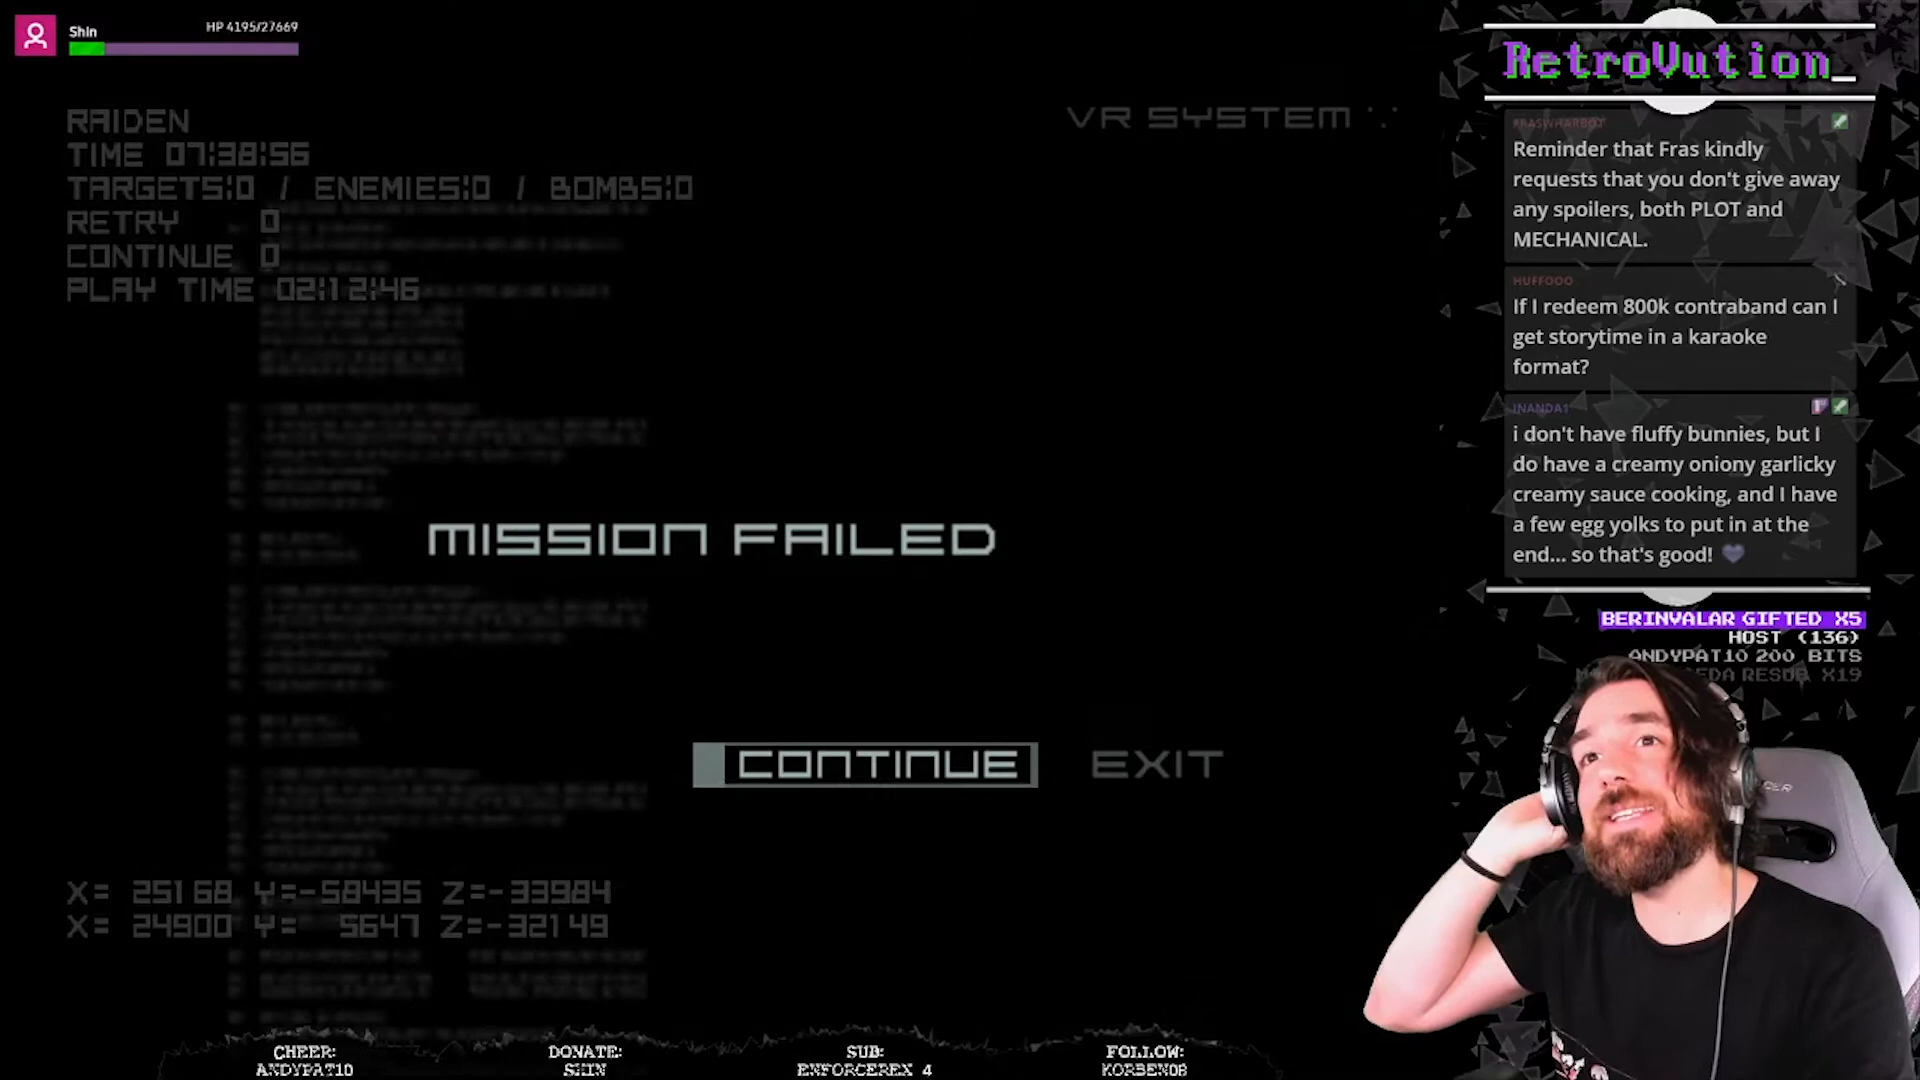 Shin
HP 4195/27669
RAIDEN
TIME 07:38:56
TARGETS:0 / ENEMIES:0 / BOMBS:0
RETRY 0
CONTINUE 0
PLAY TIME 02:12:46
VR SYSTEM
MISSION FAILED
CONTINUE
EXIT
X= 25168 Y=-58435 Z=-33984
X= 24900 Y= 5647 Z=-32149
CHEER:
ANDYPAT10
DONATE:
SHIN
SUB:
ENFORCEREX 4
FOLLOW:
KORBEN08
RetroVution_
FRASWHARBOT
Reminder that Fras kindly
requests that you don't give away
any spoilers, both PLOT and
MECHANICAL.
HUFFOOO
If I redeem 800k contraband can I
get storytime in a karaoke
format?
INANDA1
i don't have fluffy bunnies, but I
do have a creamy oniony garlicky
creamy sauce cooking, and I have
a few egg yolks to put in at the
end... so that's good! 💜
BERINVALAR GIFTED X5
HOST (136)
ANDYPAT10 200 BITS
RESUB X19